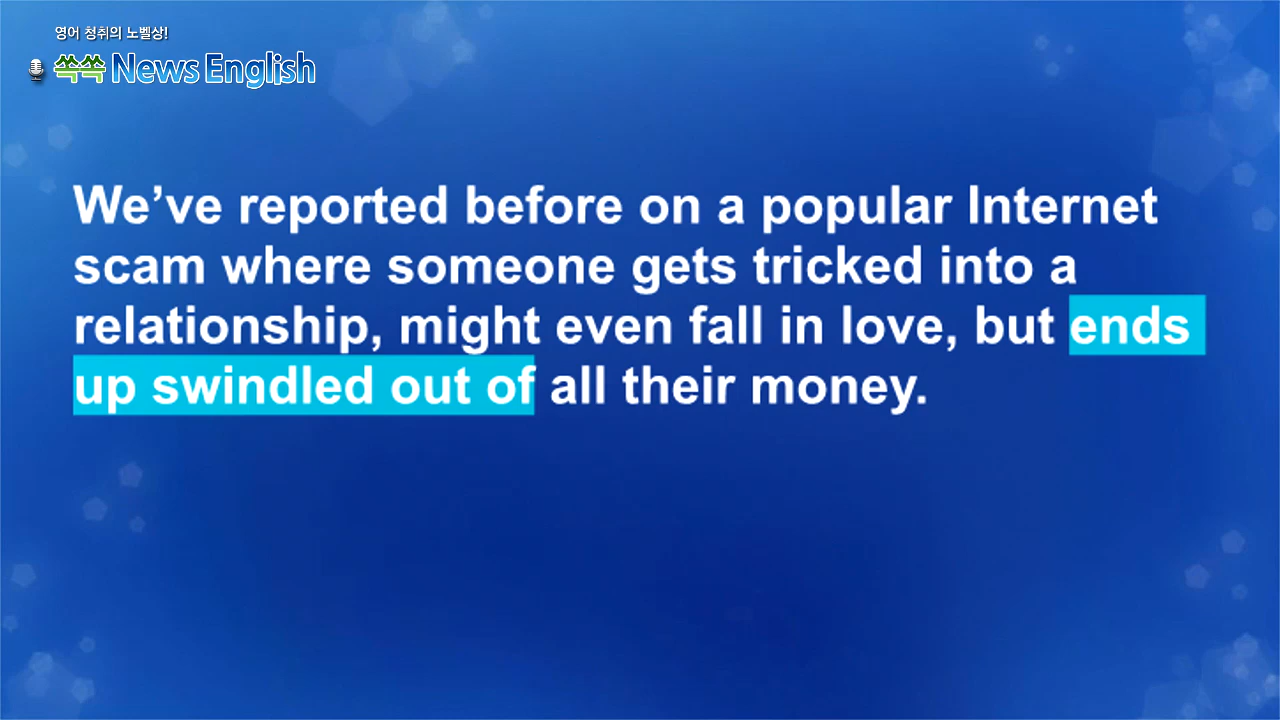 영어 청취의 노벨상!
쏙쏙 News English
We’ve reported before on a popular Internet
scam where someone gets tricked into a
relationship, might even fall in love, but ends
up swindled out of all their money.